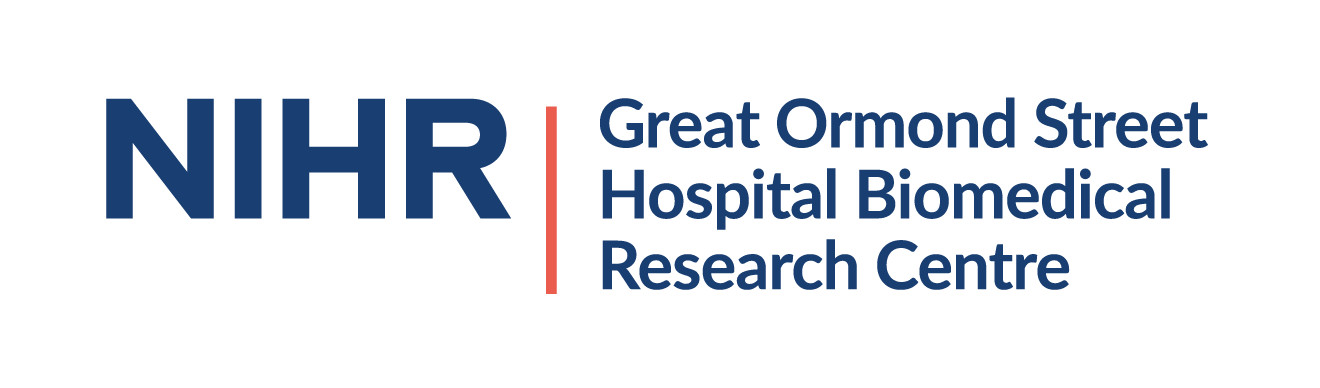 NIHR
Great Ormond Street
Hospital Biomedical
Research Centre